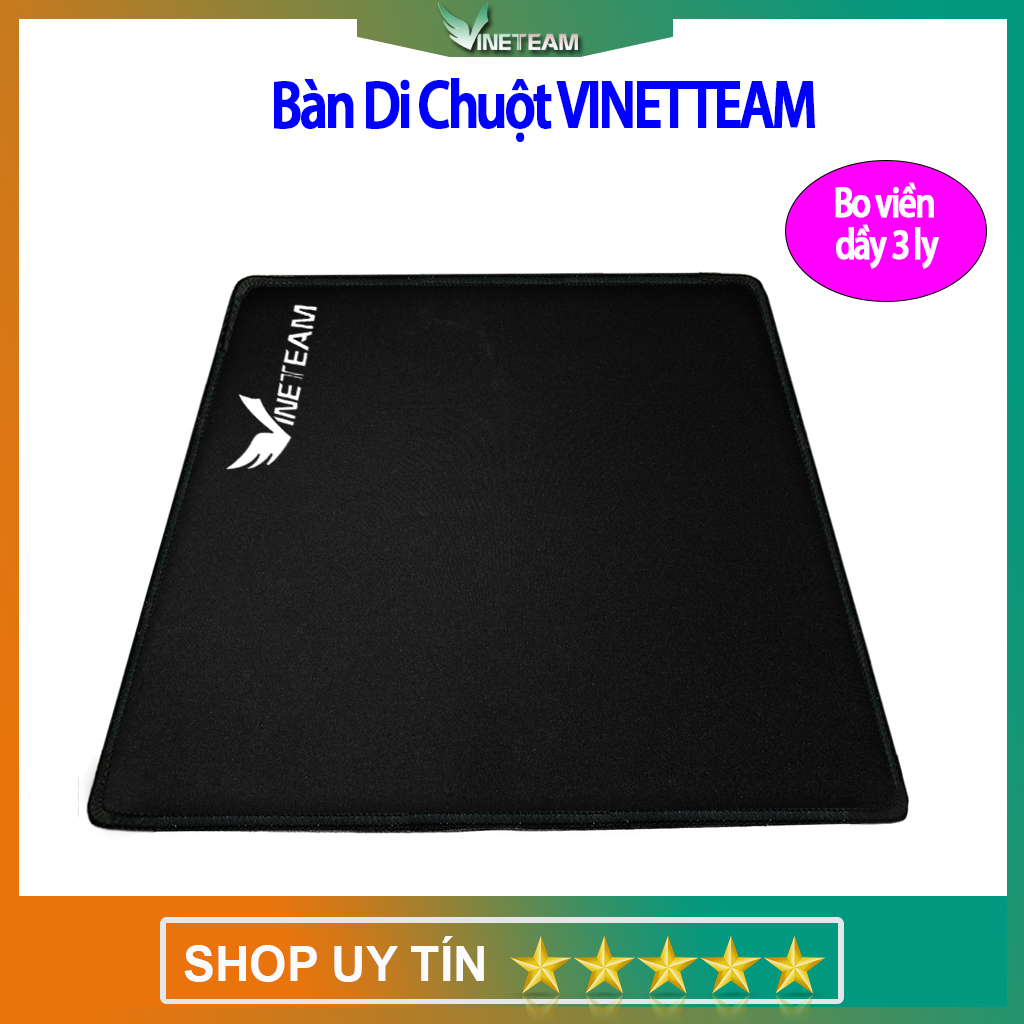 VINETEAM
Bàn Di Chuột VINETTEAM
Bo viền
dầy 3 ly
VINETEAM
SHOP UY TÍN